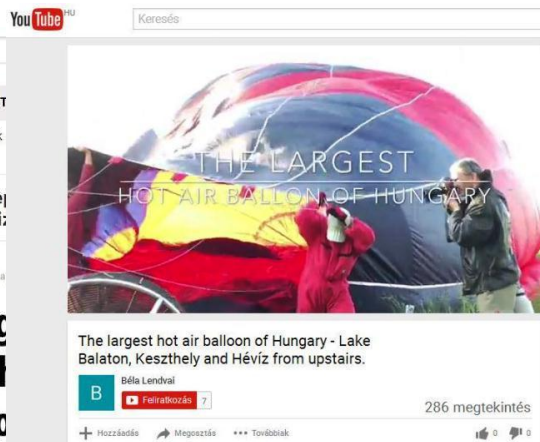 You Tube HU
Keresés
THE LARGEST
HOT AIR BALLON OF HUNGARY
The largest hot air balloon of Hungary - Lake
Balaton, Keszthely and Hévíz from upstairs.
B
Béla Lendvai
Feliratkozás 7
286 megtekintés
Hozzáadás Megosztás Továbbiak 0 0